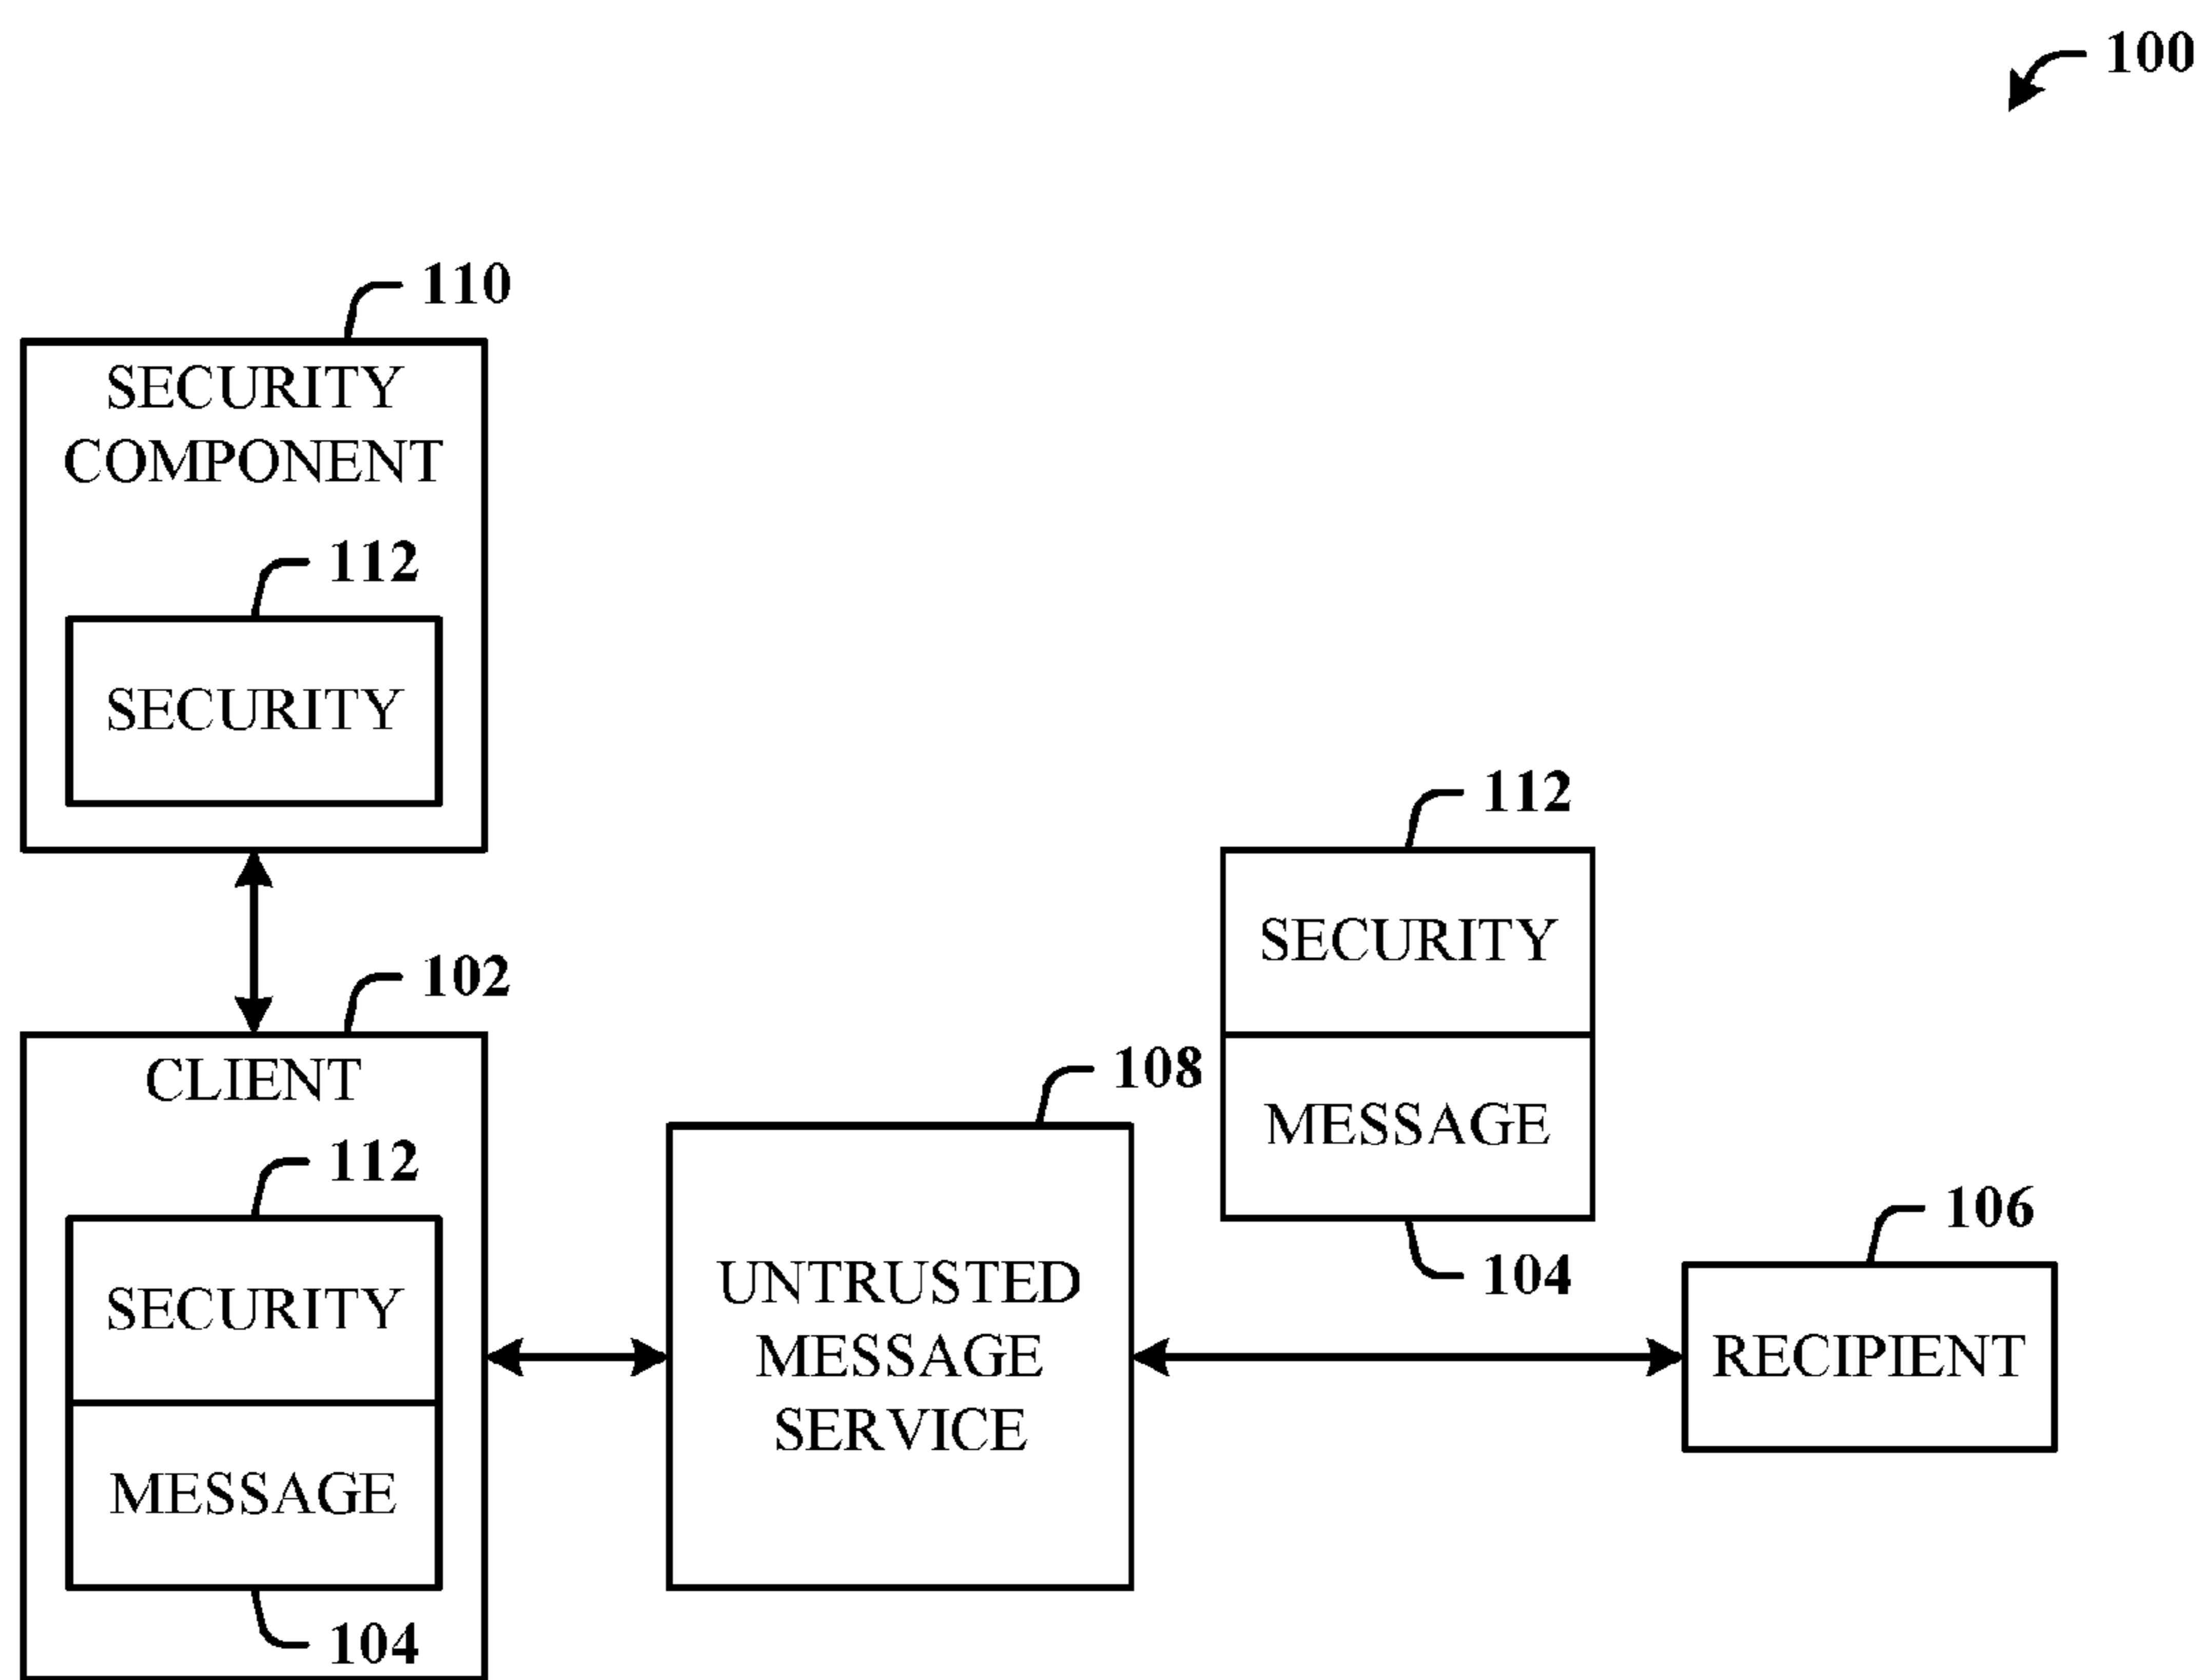 100
110
SECURITY
COMPONENT
112
SECURITY
102
CLIENT
112
SECURITY
MESSAGE
104
108
UNTRUSTED
MESSAGE
SERVICE
112
SECURITY
MESSAGE
104
106
RECIPIENT